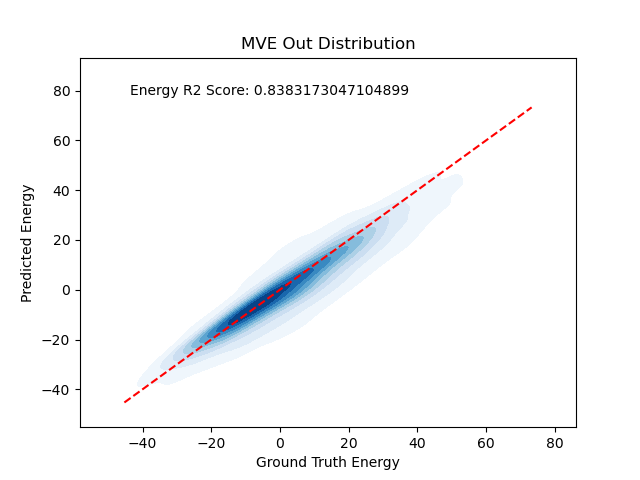 MVE Out Distribution
Energy R2 Score: 0.8383173047104899
Predicted Energy
80
60
40
20
0
−20
−40
−40 −20 0 20 40 60 80
Ground Truth Energy